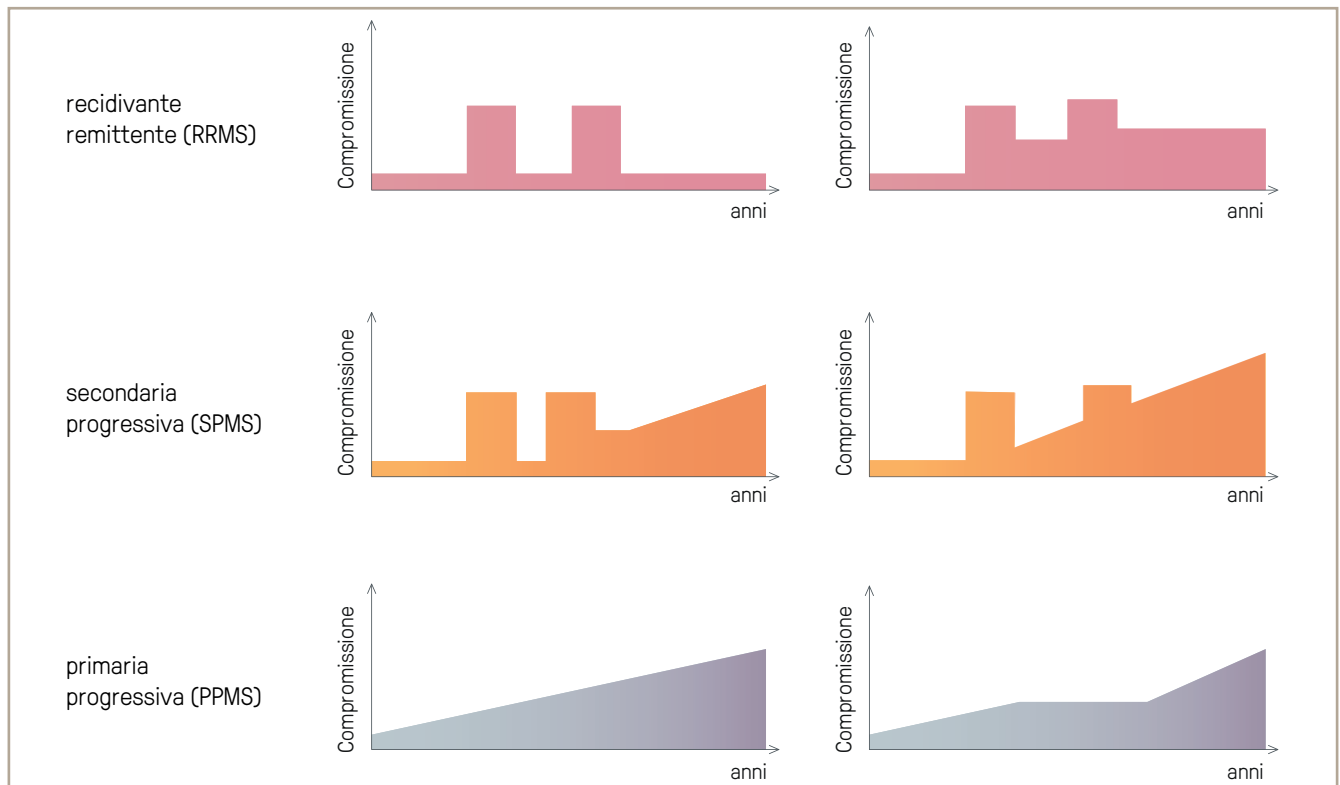 recidivante
remittente (RRMS)
Compromissione
anni
Compromissione
anni
secondaria
progressiva (SPMS)
Compromissione
anni
Compromissione
anni
primaria
progressiva (PPMS)
Compromissione
anni
Compromissione
anni